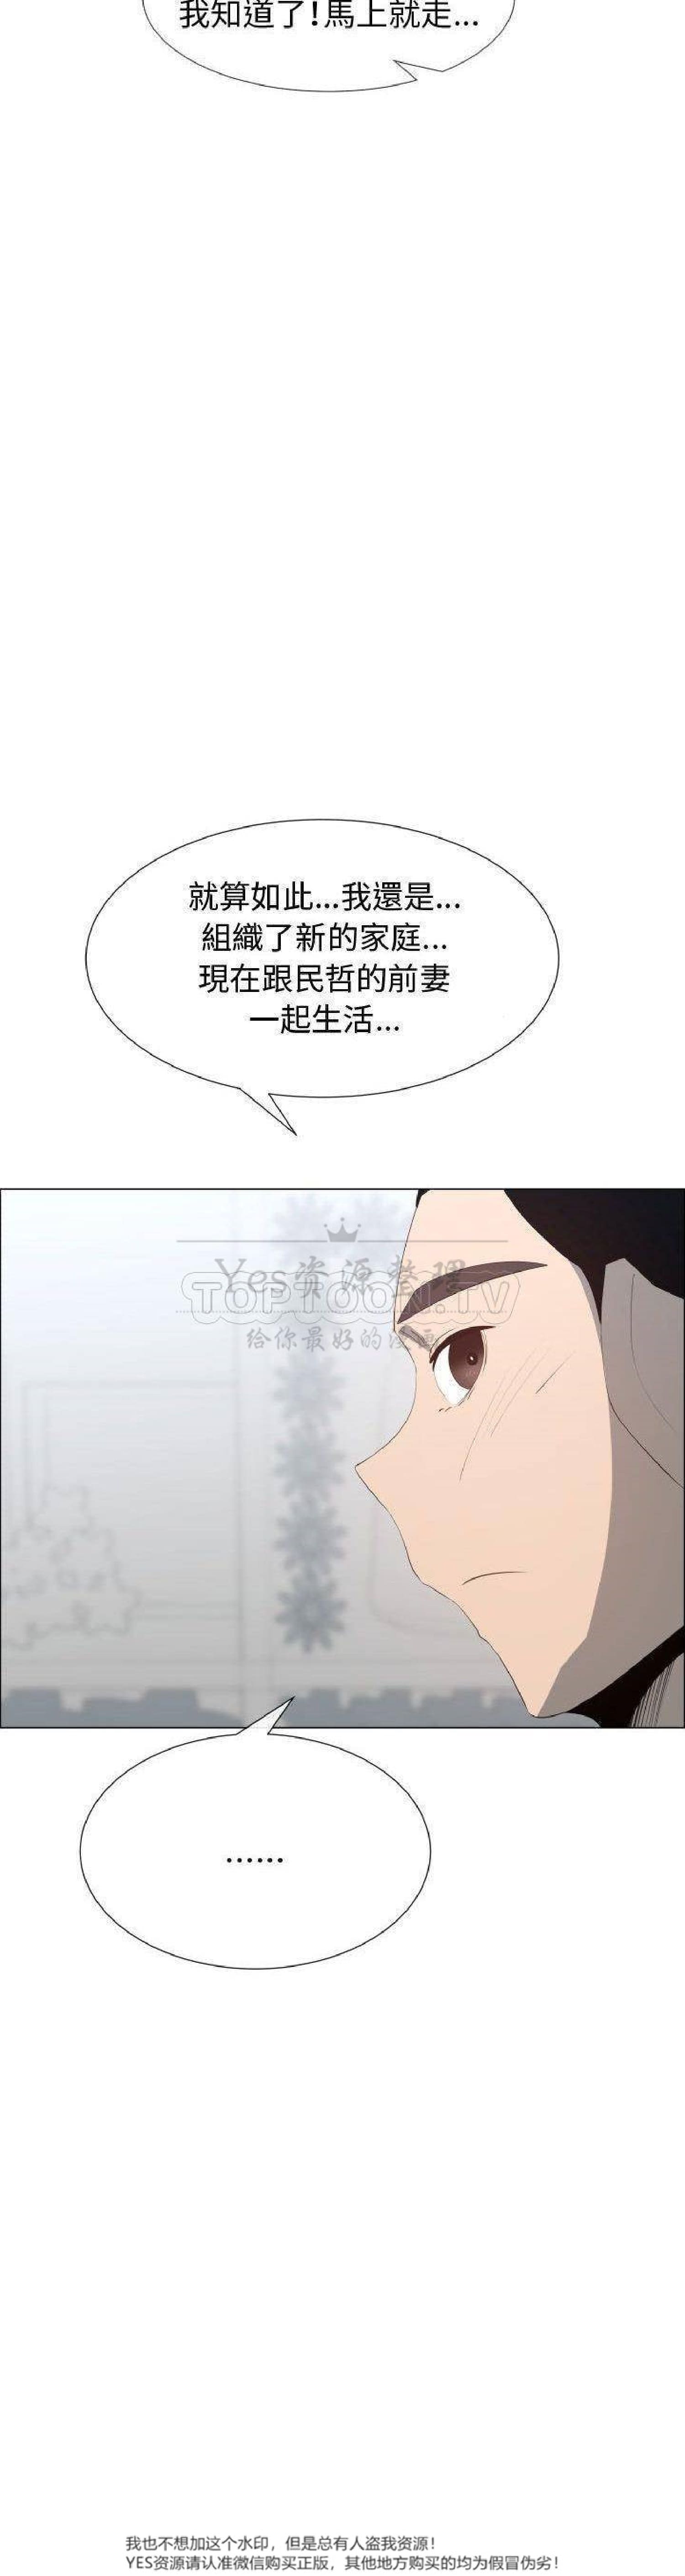 我知道了！馬上就走...
就算如此...我還是...
組織了新的家庭...
現在跟民哲的前妻
一起生活...
Yes资源整理
TOPTOON.TV
给你最好的漫画
......
我也不想加这个水印，但是总有人盗我资源！
YES资源请认准微信购买正版，其他地方购买的均为假冒伪劣！